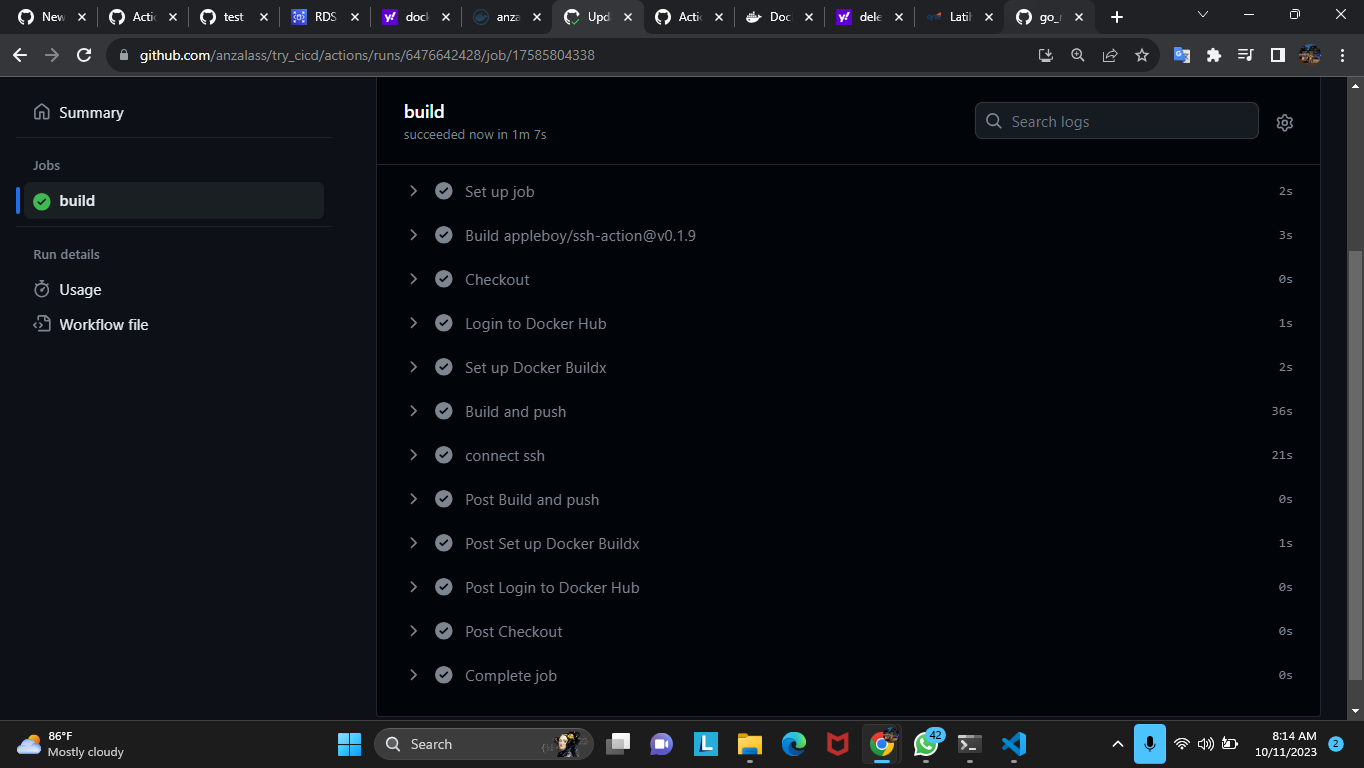 New
Actio
test
RDS
dock
anza
Upd
Actio
Doc
dele
Latih
go_r
github.com/anzalass/try_cicd/actions/runs/6476642428/job/17585804338
Summary
Jobs
build
Run details
Usage
Workflow file
build
succeeded now in 1m 7s
Search logs
Set up job 2s
Build appleboy/ssh-action@v0.1.9 3s
Checkout 0s
Login to Docker Hub 1s
Set up Docker Buildx 2s
Build and push 36s
connect ssh 21s
Post Build and push 0s
Post Set up Docker Buildx 1s
Post Login to Docker Hub 0s
Post Checkout 0s
Complete job 0s
86°F
Mostly cloudy
Search
42
8:14 AM
10/11/2023
2